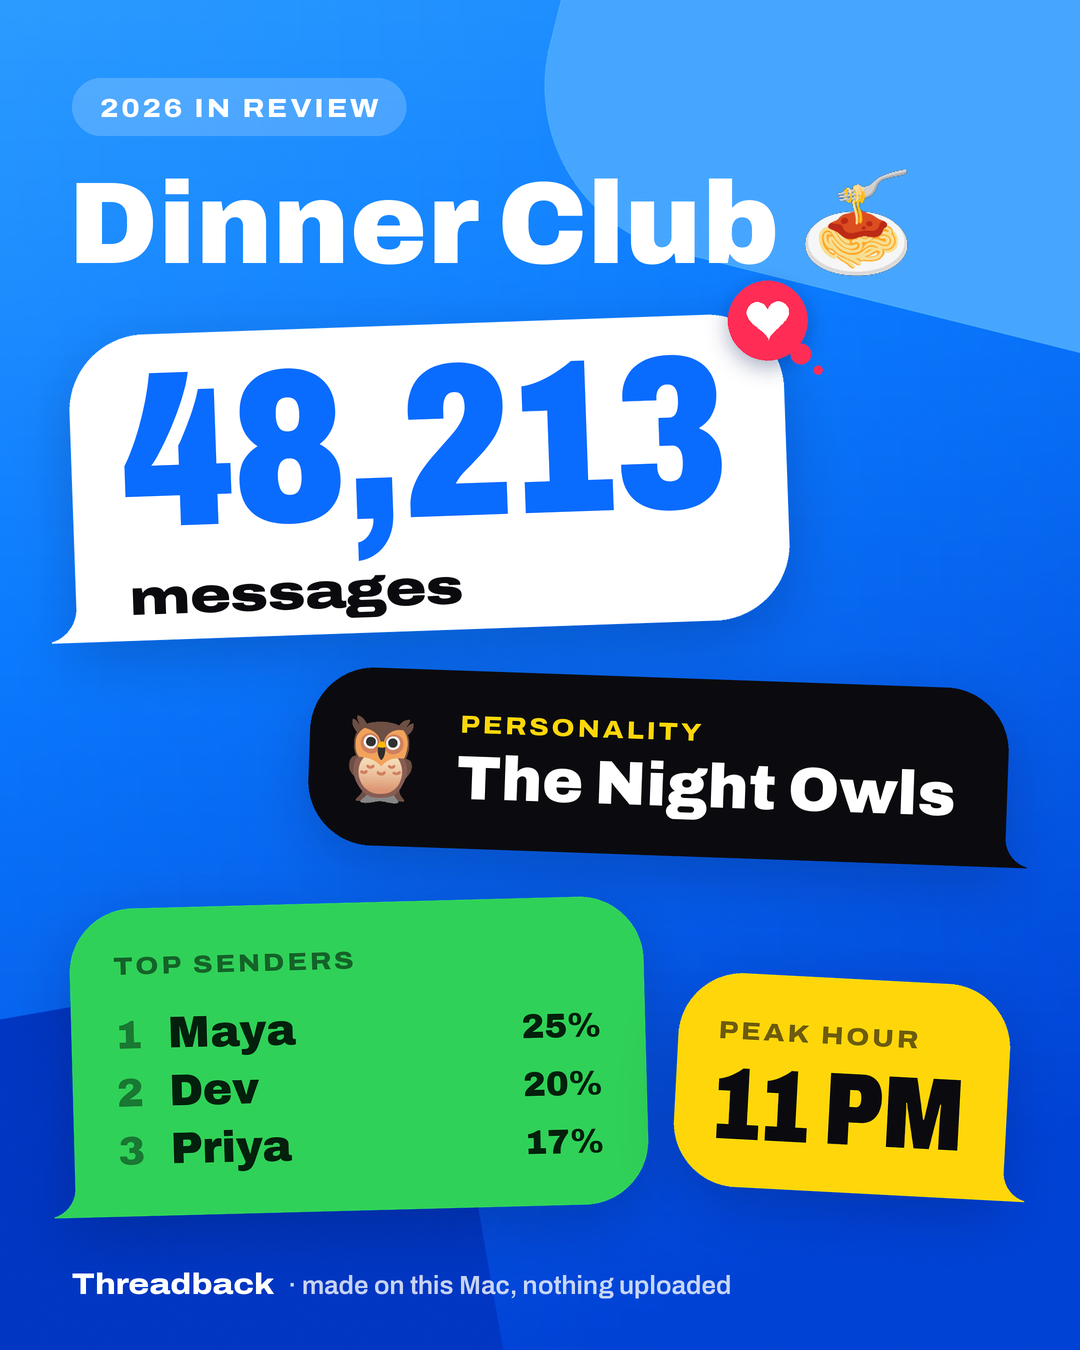 2026 IN REVIEW
Dinner Club 🍝
48,213
messages
PERSONALITY
The Night Owls
TOP SENDERS
1 Maya 25%
2 Dev 20%
3 Priya 17%
PEAK HOUR
11 PM
Threadback · made on this Mac, nothing uploaded